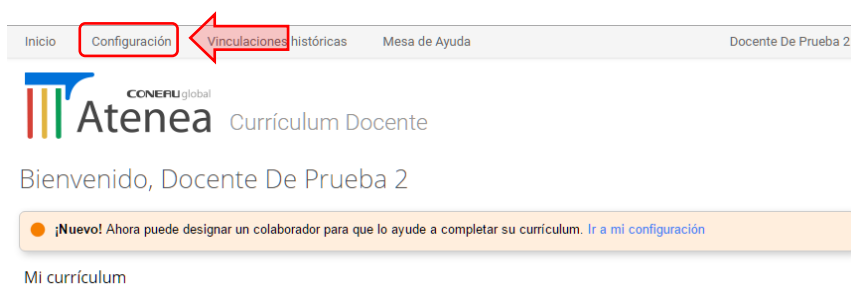 Inicio Configuración Vinculaciones históricas Mesa de Ayuda Docente De Prueba 2
CONEAU global
Atenea Currículum Docente
Bienvenido, Docente De Prueba 2
¡Nuevo! Ahora puede designar un colaborador para que lo ayude a completar su currículum. Ir a mi configuración
Mi currículum